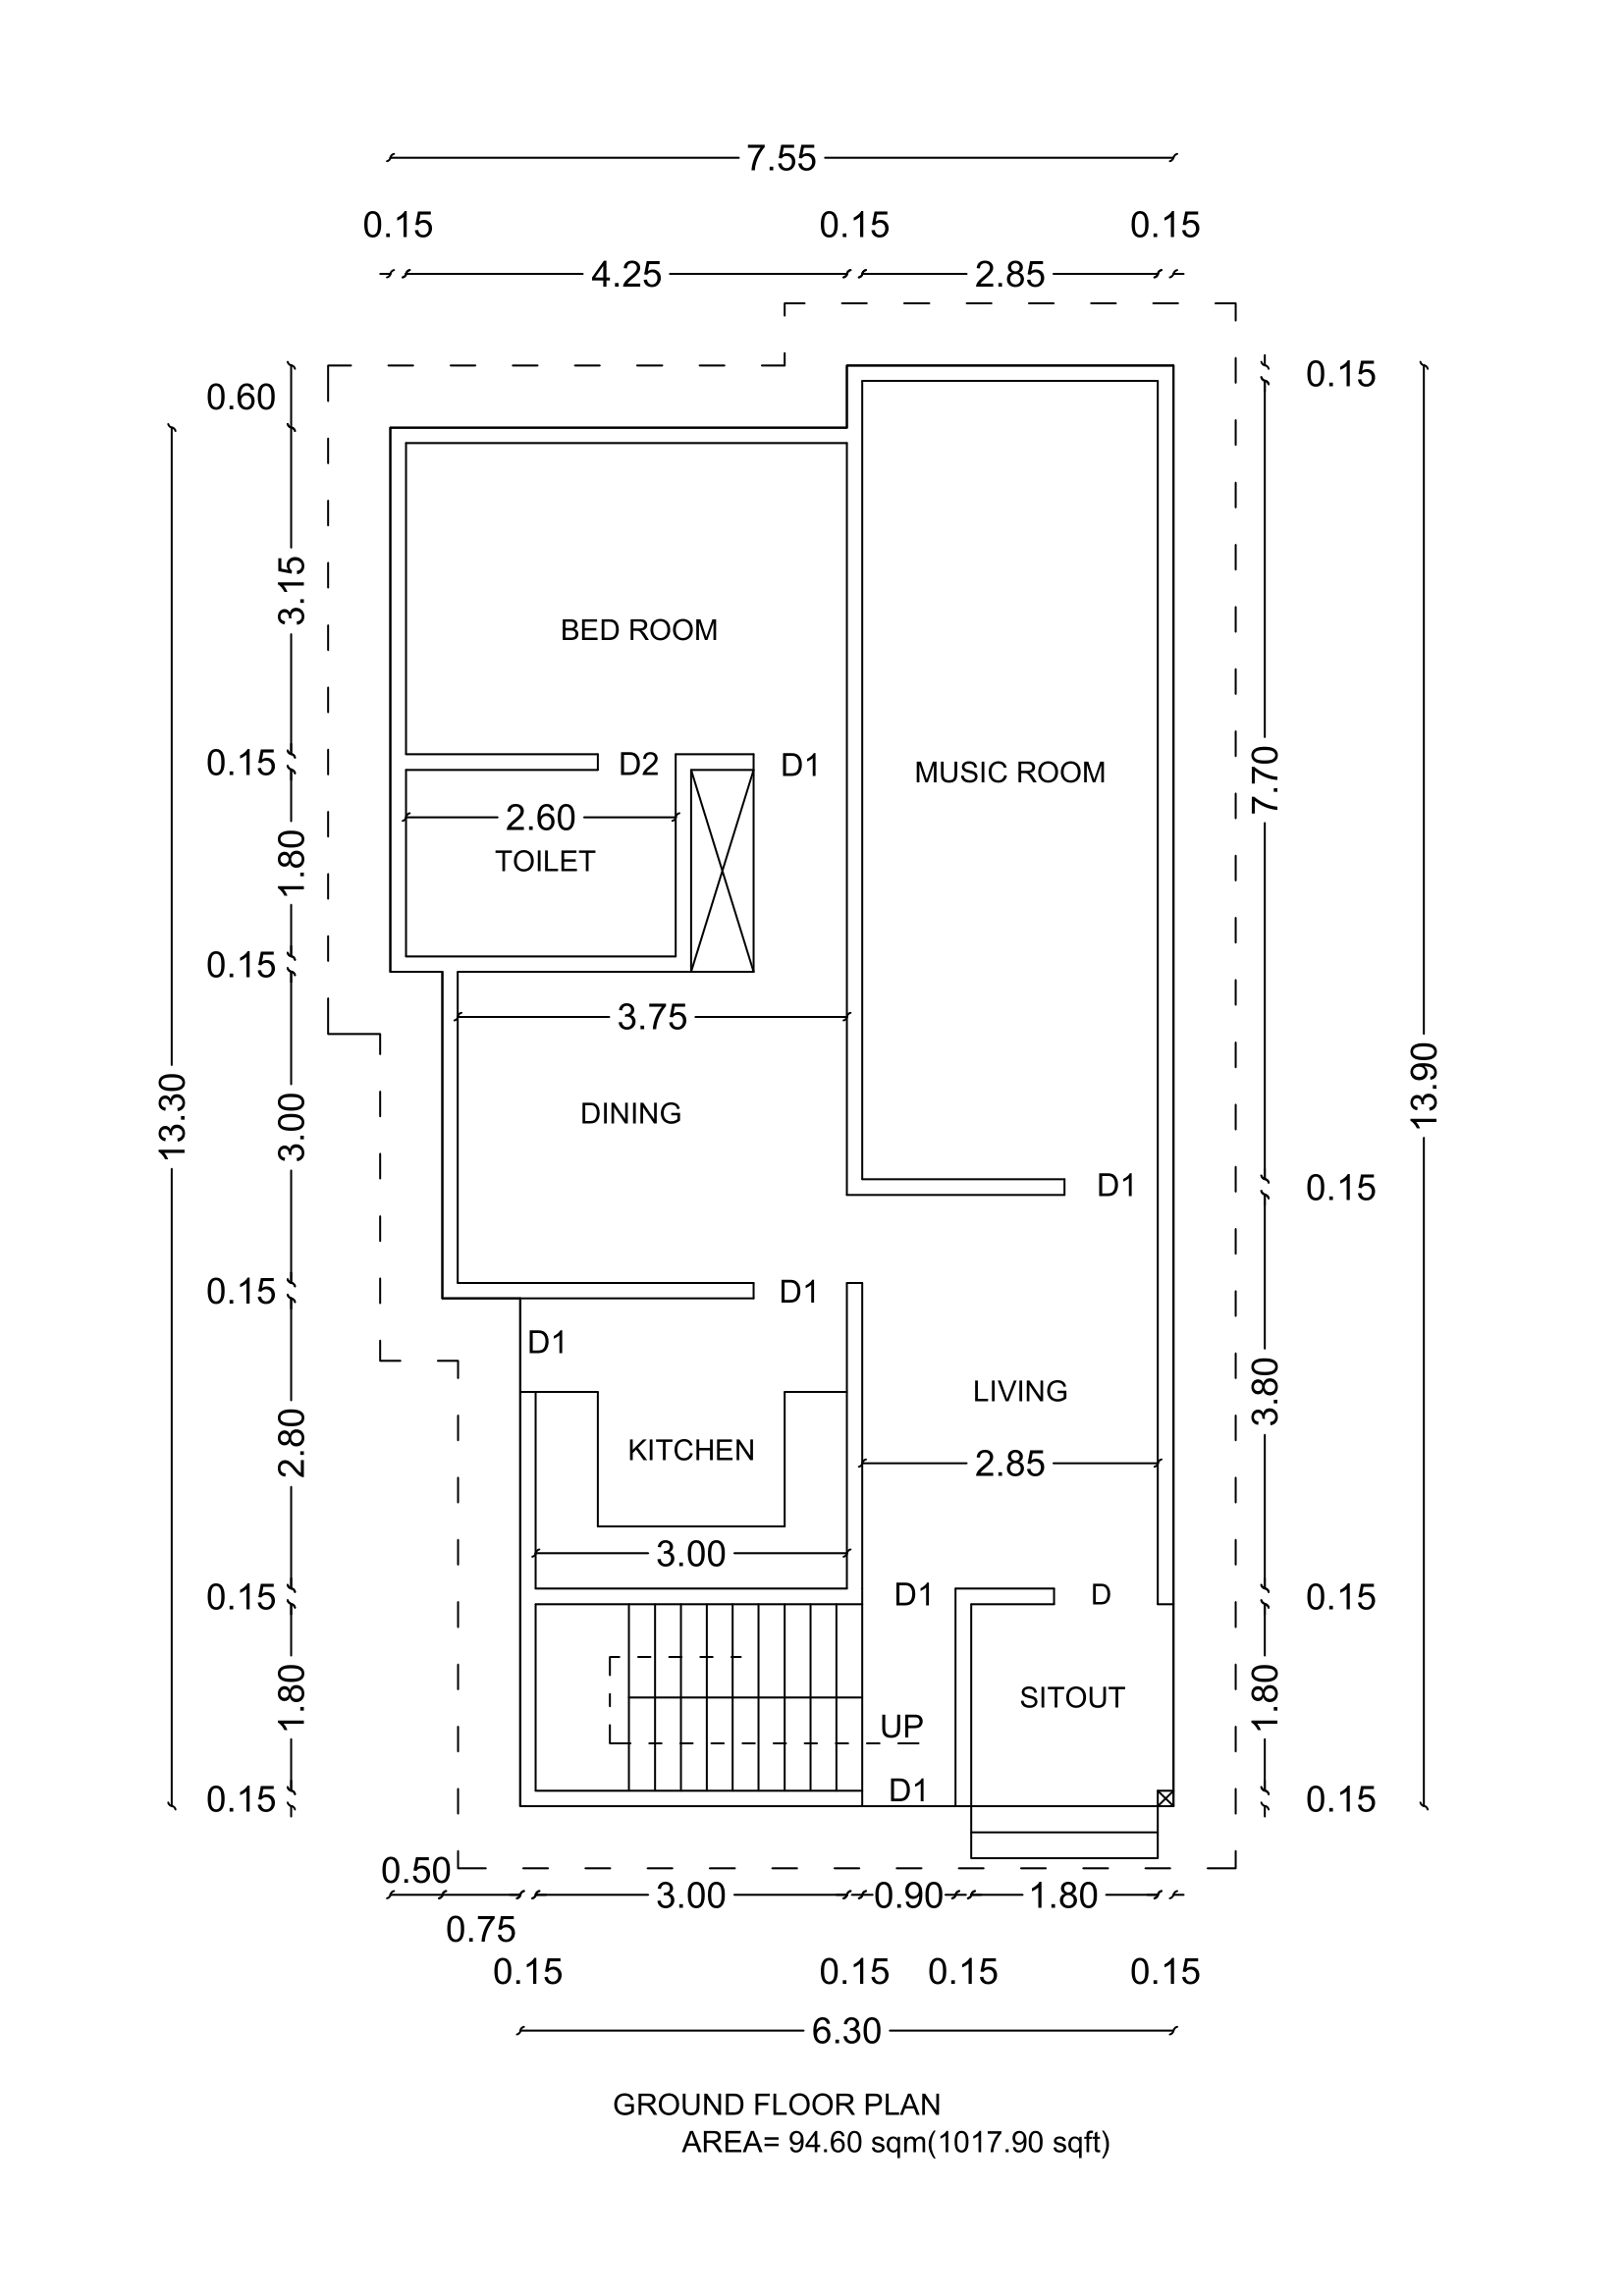 7.55
0.15 0.15 0.15
4.25 2.85
0.15
0.60
3.15
BED ROOM
0.15 D2 D1
MUSIC ROOM
7.70
2.60
TOILET
1.80
0.15
3.75
13.30
3.00
DINING
13.90
D1 0.15
0.15 D1
D1
LIVING
3.80
KITCHEN
2.80
2.85
3.00
0.15 D1 D 0.15
SITOUT
1.80
1.80
UP
0.15 D1 0.15
0.50
3.00 0.90 1.80
0.75
0.15 0.15 0.15 0.15
6.30
GROUND FLOOR PLAN
AREA= 94.60 sqm(1017.90 sqft)